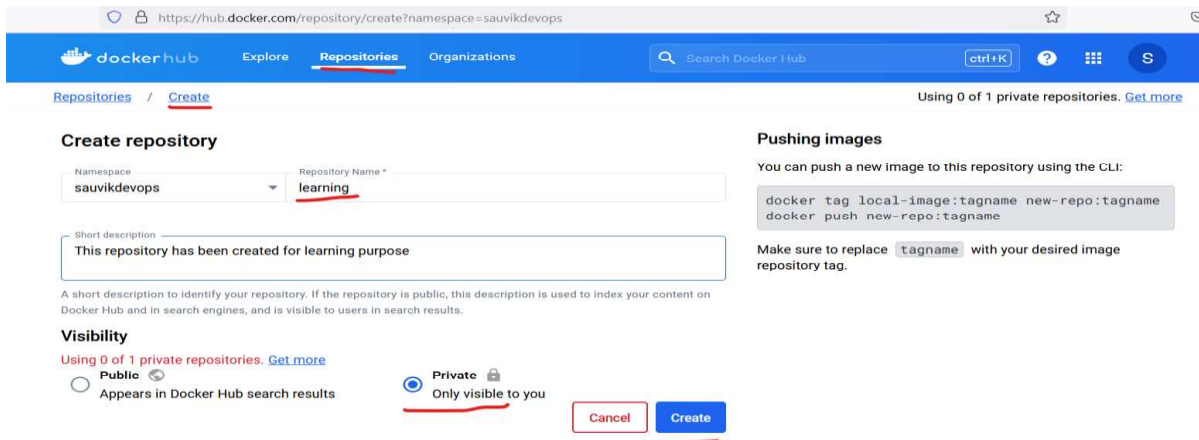 https://hub.docker.com/repository/create?namespace=sauvikdevops
dockerhub Explore Repositories Organizations Search Docker Hub ctrl+K ? S
Repositories / Create Using 0 of 1 private repositories. Get more
Create repository
Namespace
sauvikdevops
Repository Name *
learning
Short description
This repository has been created for learning purpose
A short description to identify your repository. If the repository is public, this description is used to index your content on
Docker Hub and in search engines, and is visible to users in search results.
Visibility
Using 0 of 1 private repositories. Get more
Public
Appears in Docker Hub search results
Private
Only visible to you
Cancel Create
Pushing images
You can push a new image to this repository using the CLI:
docker tag local-image:tagname new-repo:tagname
docker push new-repo:tagname
Make sure to replace tagname with your desired image
repository tag.